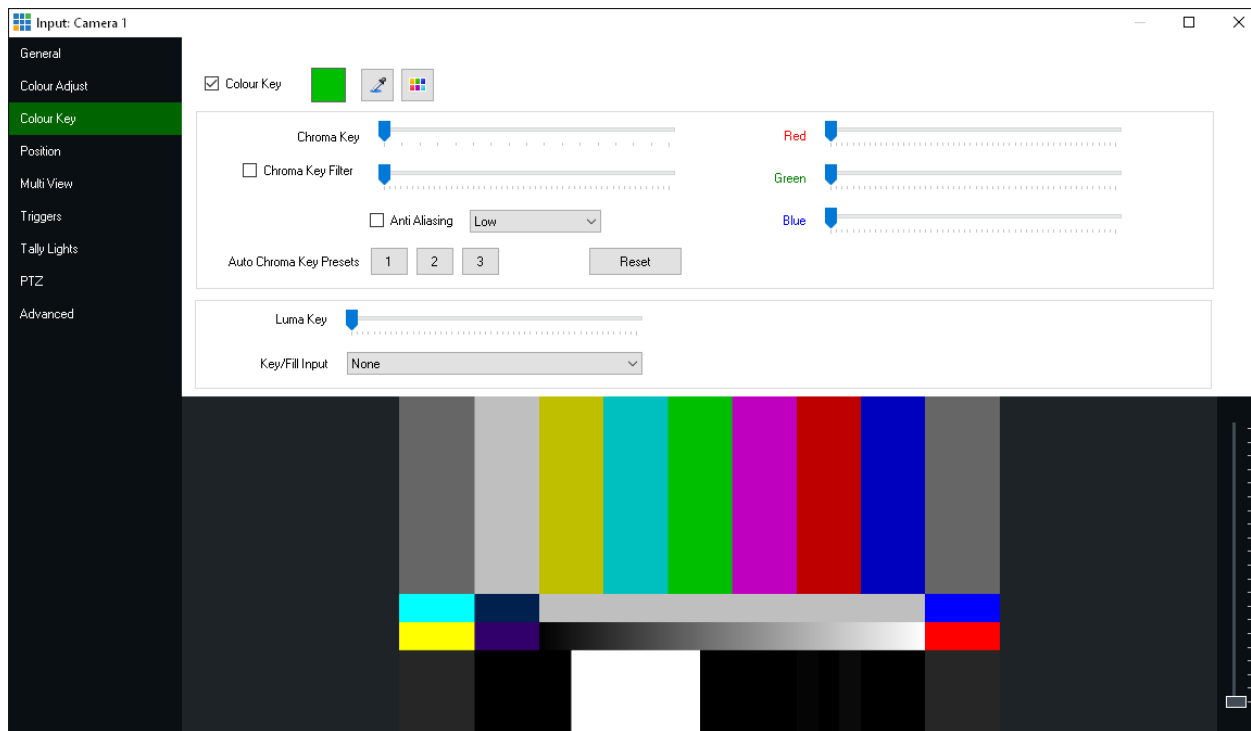 Input: Camera 1
General
Colour Adjust
Colour Key
Position
Multi View
Triggers
Tally Lights
PTZ
Advanced
Colour Key
Chroma Key
Red
Chroma Key Filter
Green
Anti Aliasing Low
Blue
Auto Chroma Key Presets 1 2 3 Reset
Luma Key
Key/Fill Input None